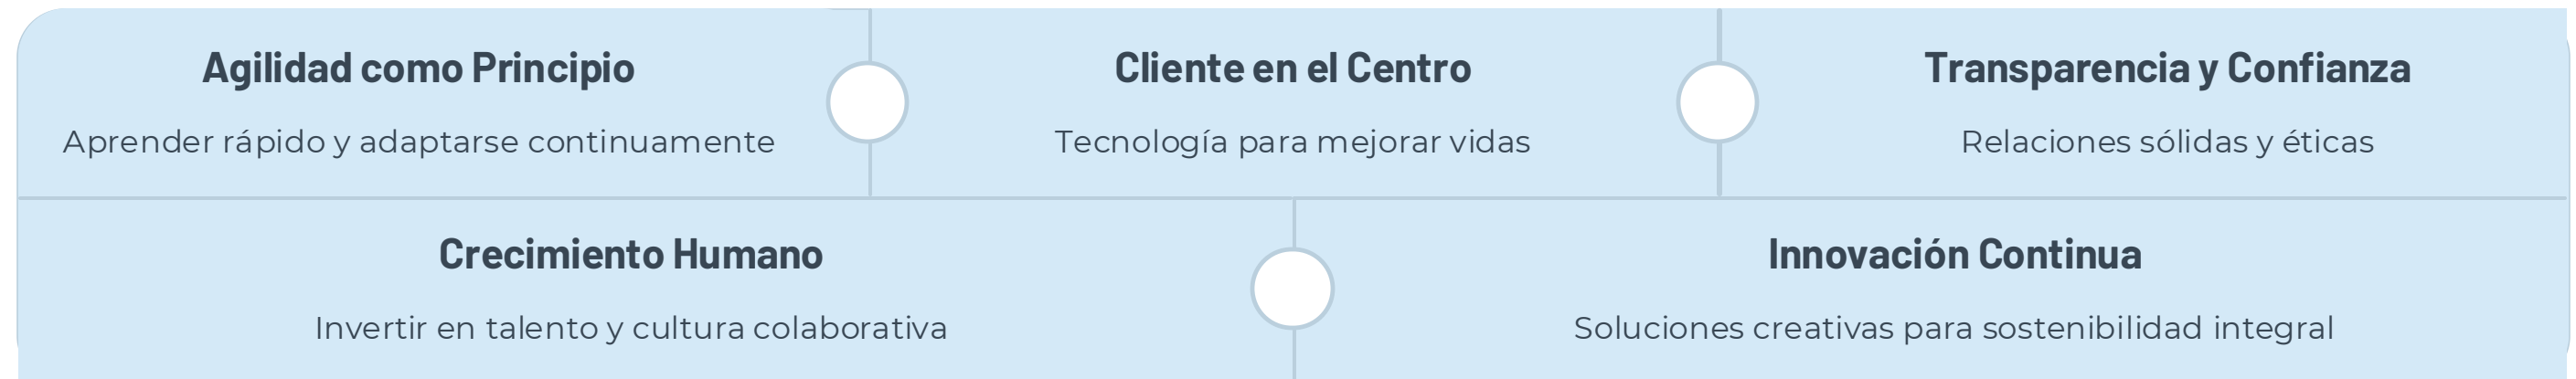 Agilidad como Principio
Aprender rápido y adaptarse continuamente
Cliente en el Centro
Tecnología para mejorar vidas
Transparencia y Confianza
Relaciones sólidas y éticas
Crecimiento Humano
Invertir en talento y cultura colaborativa
Innovación Continua
Soluciones creativas para sostenibilidad integral